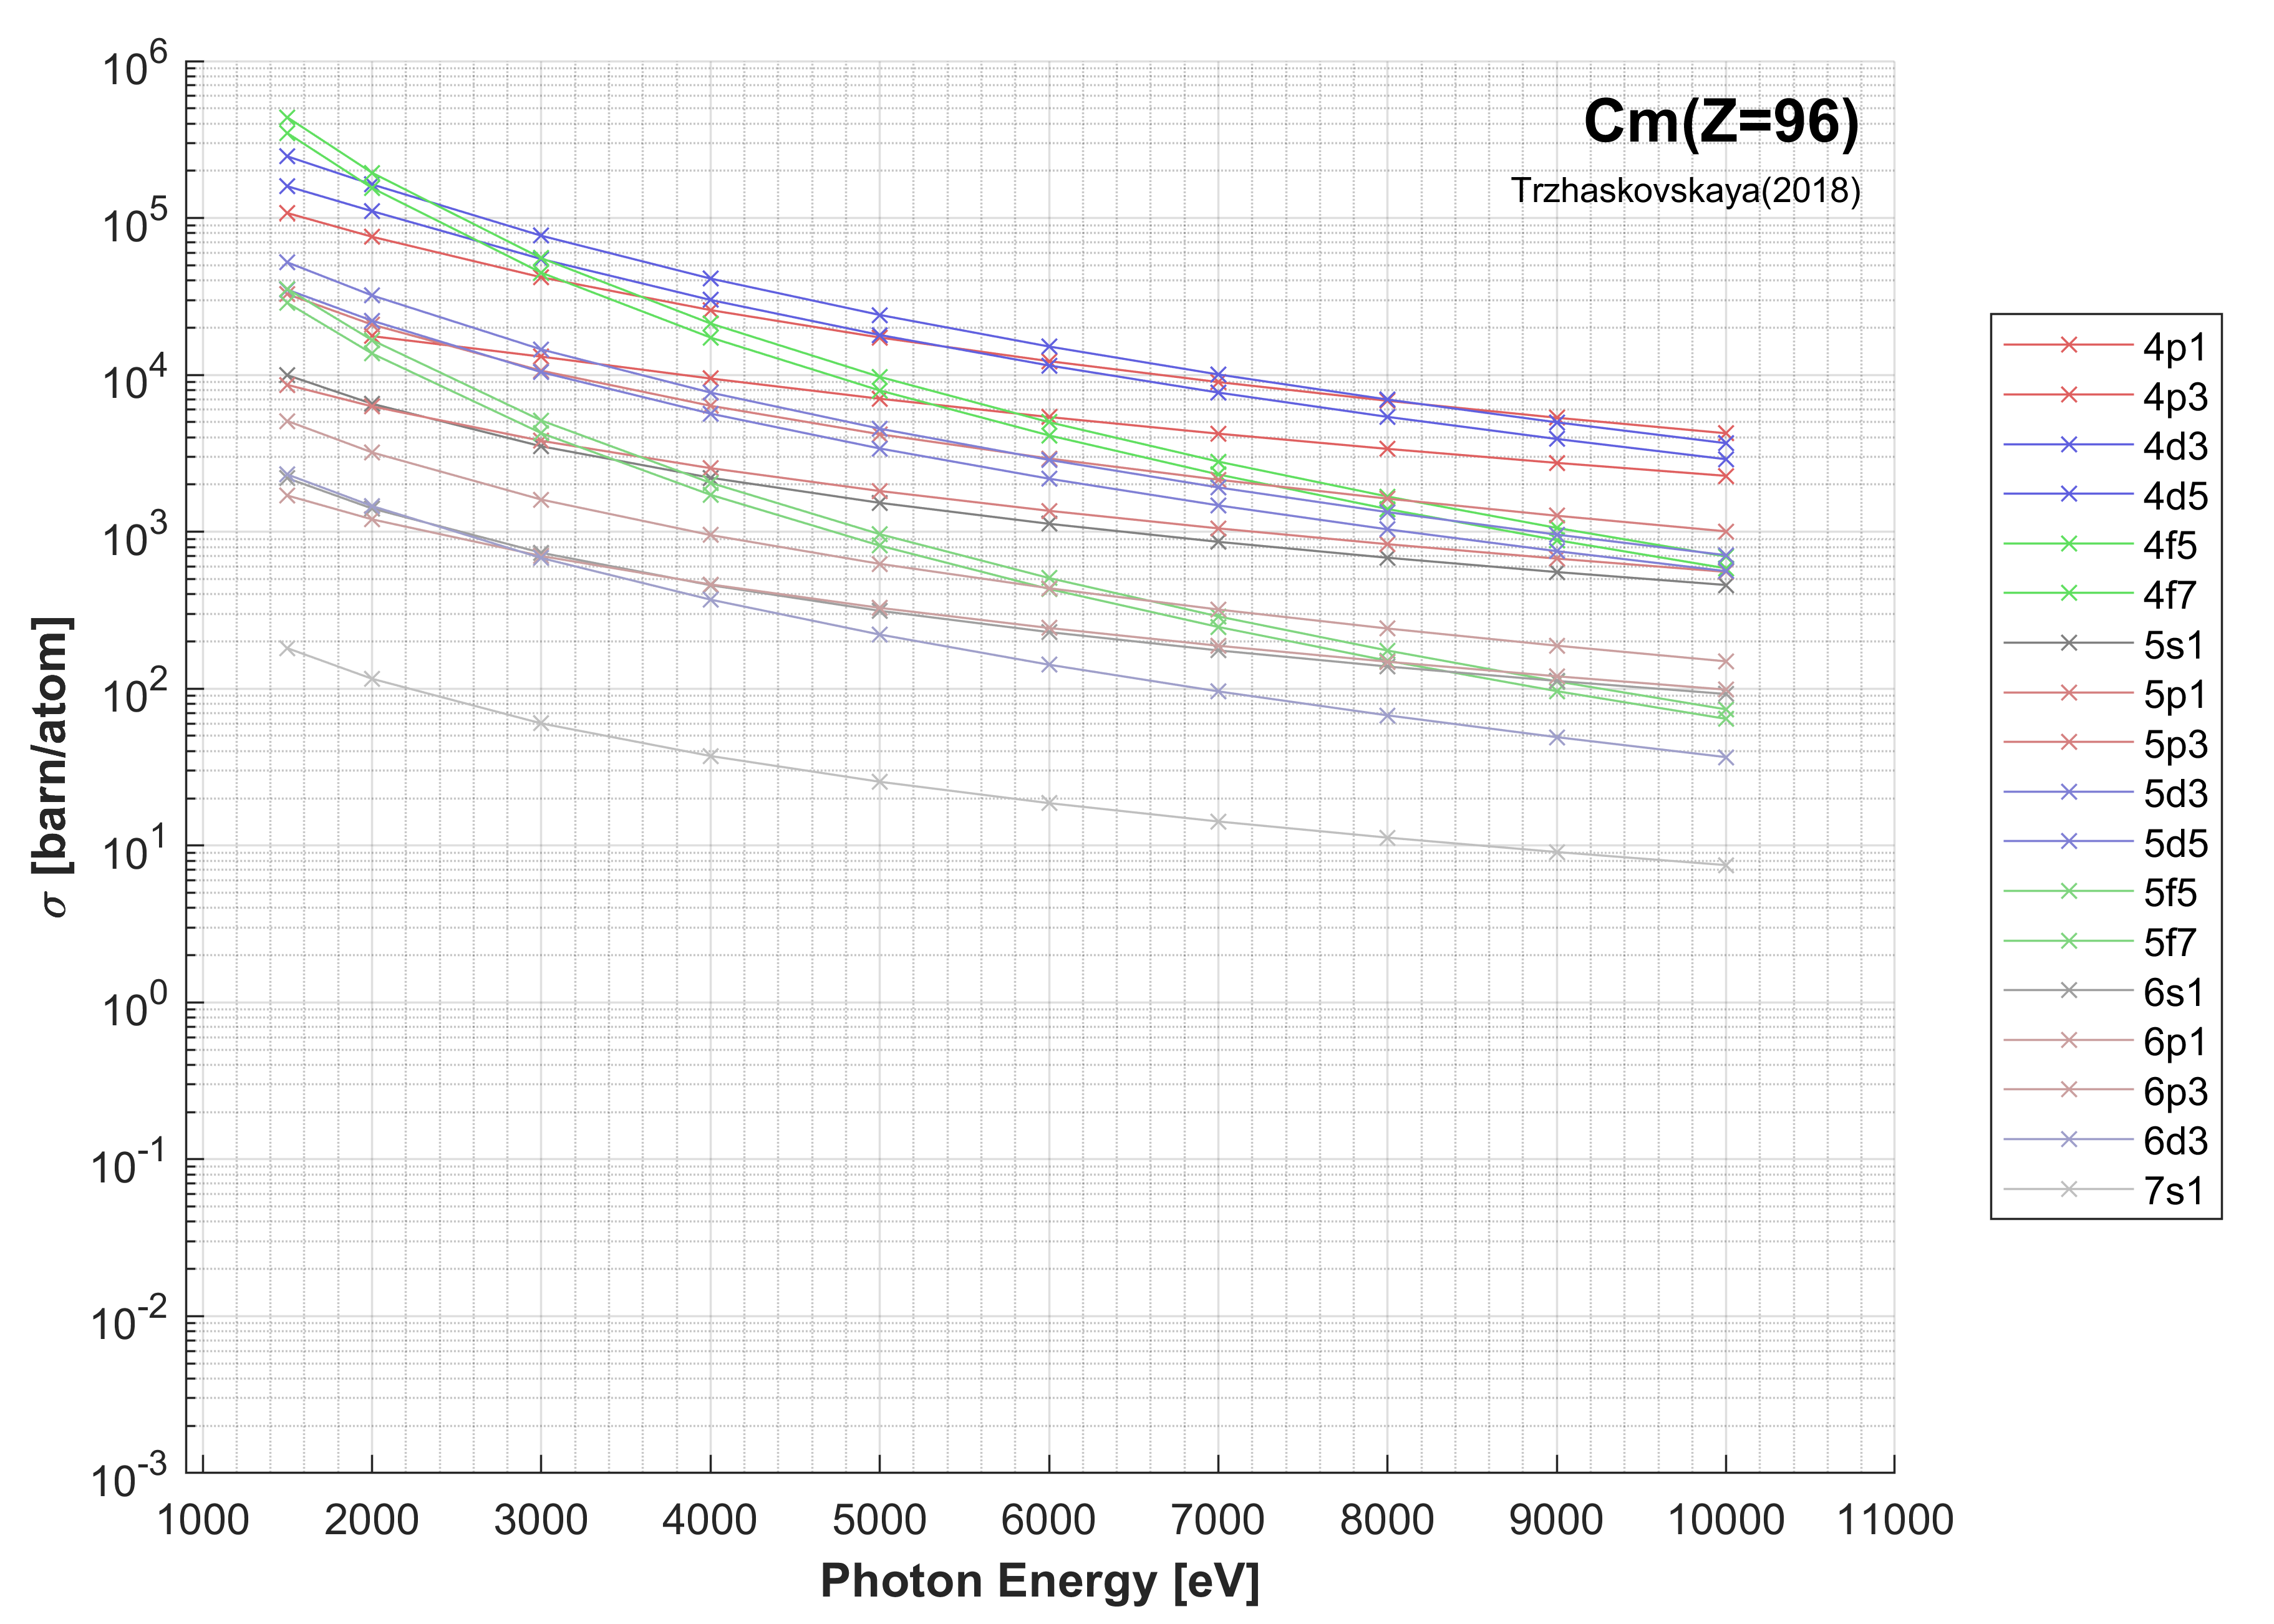 Cm(Z=96)
Trzhaskovskaya(2018)
10^6
10^5
10^4
10^3
10^2
10^1
10^0
10^-1
10^-2
10^-3
σ [barn/atom]
1000 2000 3000 4000 5000 6000 7000 8000 9000 10000 11000
Photon Energy [eV]
4p1
4p3
4d3
4d5
4f5
4f7
5s1
5p1
5p3
5d3
5d5
5f5
5f7
6s1
6p1
6p3
6d3
7s1